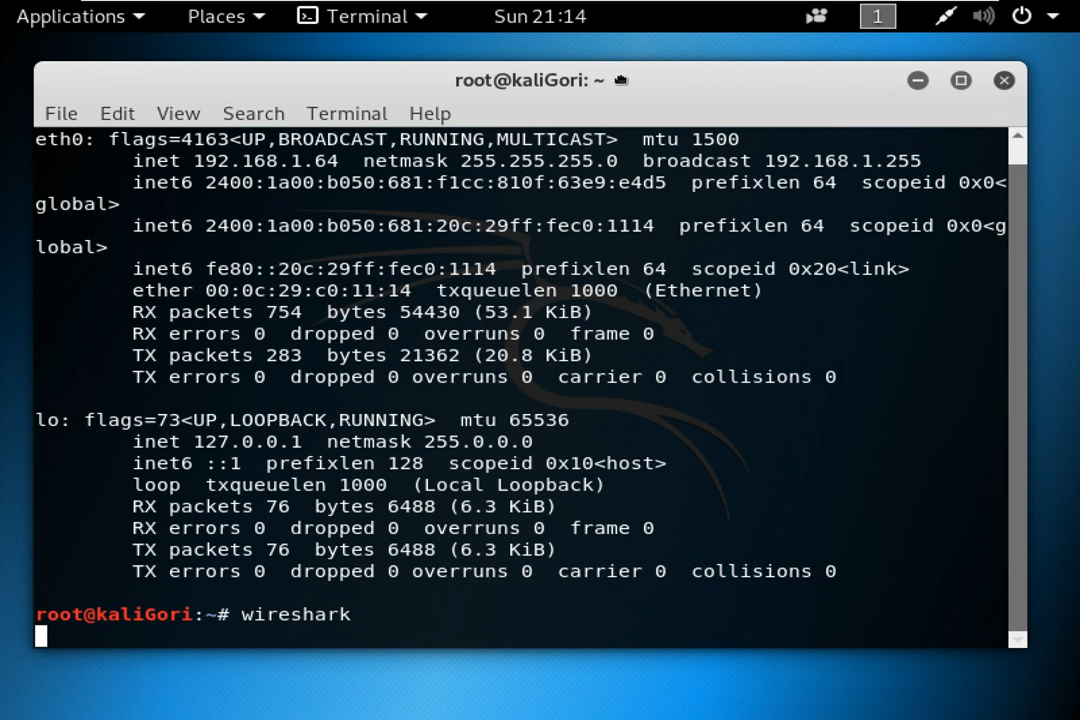 Applications Places Terminal Sun 21:14 1
root@kaliGori: ~
File Edit View Search Terminal Help
eth0: flags=4163<UP,BROADCAST,RUNNING,MULTICAST>  mtu 1500
        inet 192.168.1.64  netmask 255.255.255.0  broadcast 192.168.1.255
        inet6 2400:1a00:b050:681:f1cc:810f:63e9:e4d5  prefixlen 64  scopeid 0x0<
global>
        inet6 2400:1a00:b050:681:20c:29ff:fec0:1114  prefixlen 64  scopeid 0x0<g
lobal>
        inet6 fe80::20c:29ff:fec0:1114  prefixlen 64  scopeid 0x20<link>
        ether 00:0c:29:c0:11:14  txqueuelen 1000  (Ethernet)
        RX packets 754  bytes 54430 (53.1 KiB)
        RX errors 0  dropped 0  overruns 0  frame 0
        TX packets 283  bytes 21362 (20.8 KiB)
        TX errors 0  dropped 0 overruns 0  carrier 0  collisions 0

lo: flags=73<UP,LOOPBACK,RUNNING>  mtu 65536
        inet 127.0.0.1  netmask 255.0.0.0
        inet6 ::1  prefixlen 128  scopeid 0x10<host>
        loop  txqueuelen 1000  (Local Loopback)
        RX packets 76  bytes 6488 (6.3 KiB)
        RX errors 0  dropped 0  overruns 0  frame 0
        TX packets 76  bytes 6488 (6.3 KiB)
        TX errors 0  dropped 0 overruns 0  carrier 0  collisions 0

root@kaliGori:~# wireshark